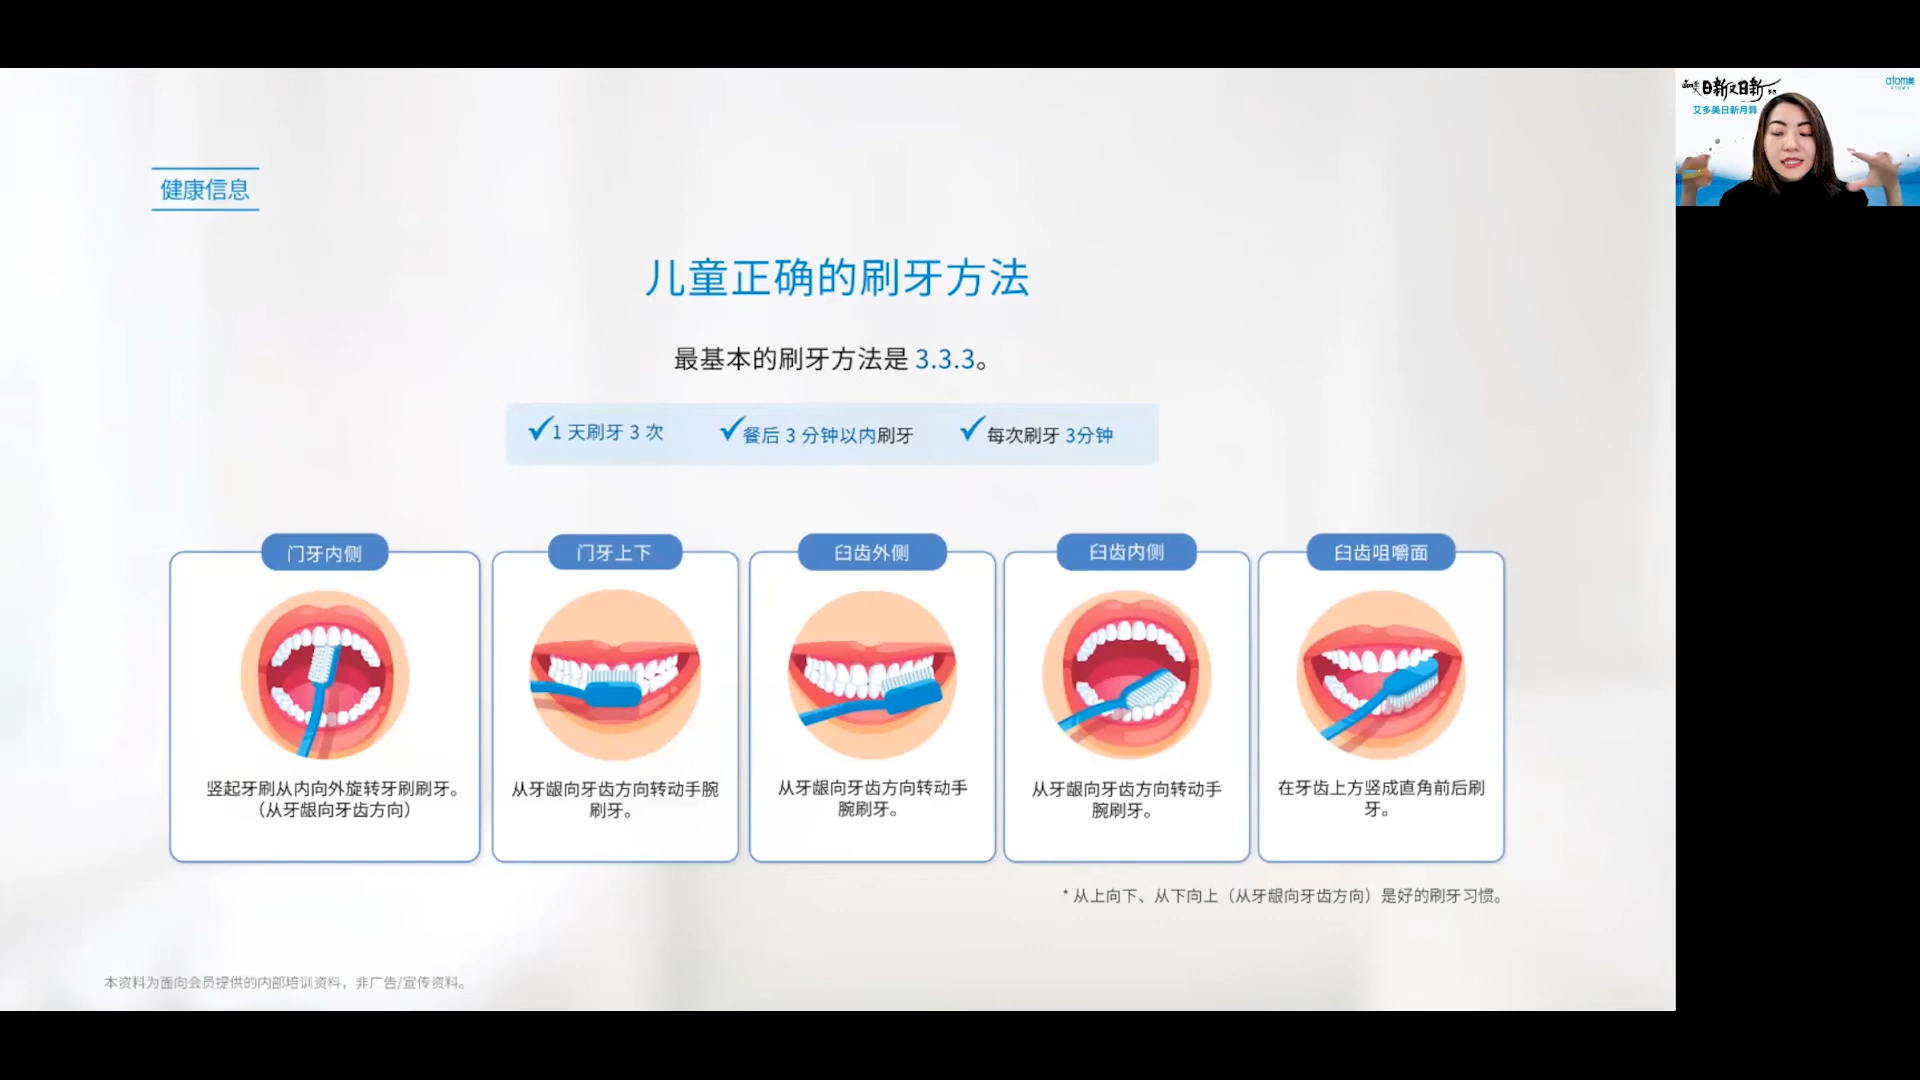 健康信息
儿童正确的刷牙方法
最基本的刷牙方法是 3.3.3。
1 天刷牙 3 次
餐后 3 分钟以内刷牙
每次刷牙 3分钟
门牙内侧
竖起牙刷从内向外旋转牙刷刷牙。
（从牙龈向牙齿方向）
门牙上下
从牙龈向牙齿方向转动手腕
刷牙。
臼齿外侧
从牙龈向牙齿方向转动手
腕刷牙。
臼齿内侧
从牙龈向牙齿方向转动手
腕刷牙。
臼齿咀嚼面
在牙齿上方竖成直角前后刷
牙。
* 从上向下、从下向上（从牙龈向牙齿方向）是好的刷牙习惯。
本资料为面向会员提供的内部培训资料，非广告/宣传资料。
日新又日新
艾多美日新月异
atom美
ATOMY